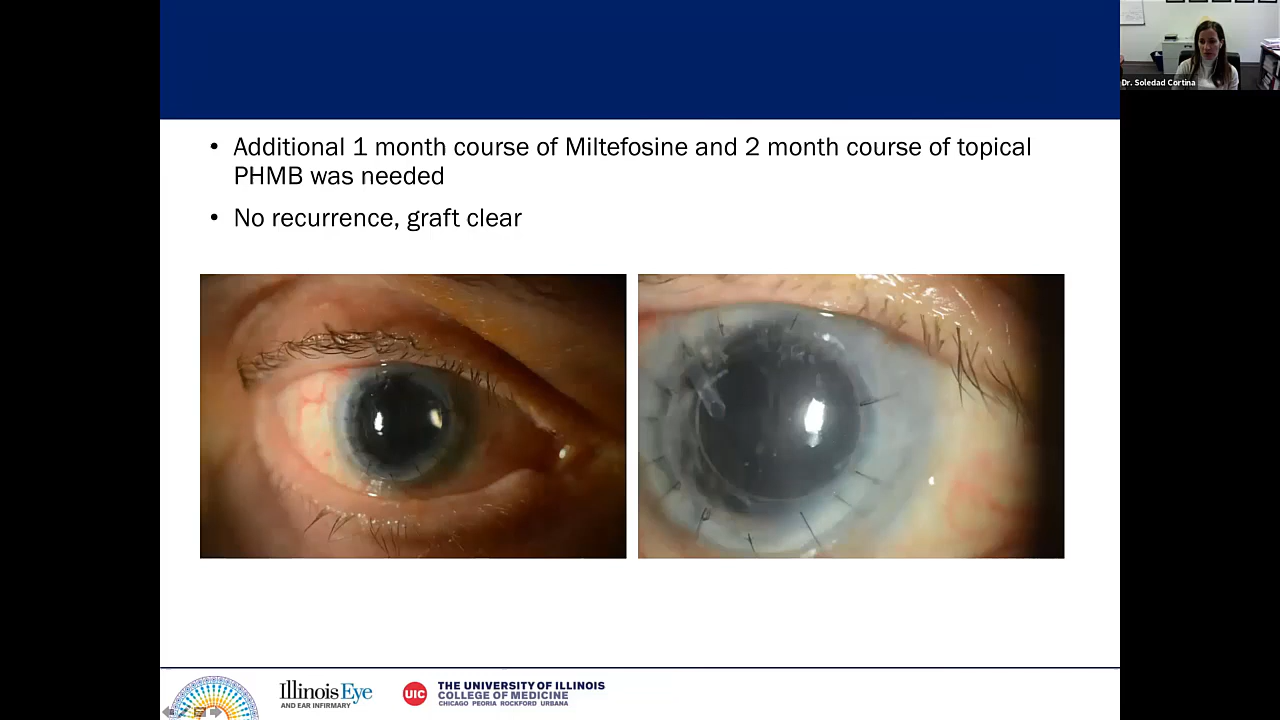 Dr. Soledad Cortina
• Additional 1 month course of Miltefosine and 2 month course of topical
PHMB was needed
• No recurrence, graft clear
Illinois Eye
AND EAR INFIRMARY
UIC
THE UNIVERSITY OF ILLINOIS
COLLEGE OF MEDICINE
CHICAGO PEORIA ROCKFORD URBANA